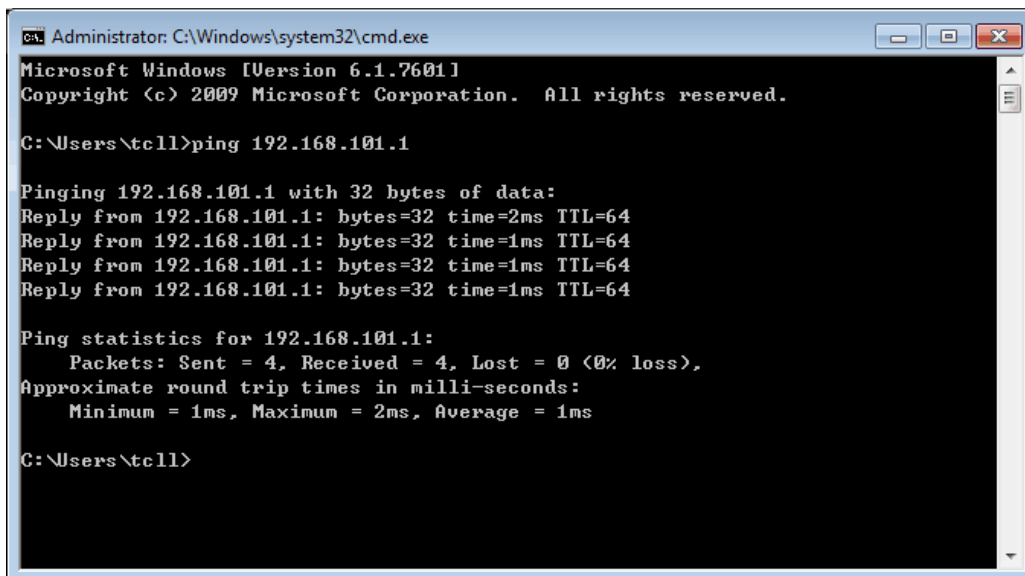 Administrator: C:\Windows\system32\cmd.exe
Microsoft Windows [Version 6.1.7601]
Copyright (c) 2009 Microsoft Corporation.  All rights reserved.
C:\Users\tcll>ping 192.168.101.1
Pinging 192.168.101.1 with 32 bytes of data:
Reply from 192.168.101.1: bytes=32 time=2ms TTL=64
Reply from 192.168.101.1: bytes=32 time=1ms TTL=64
Reply from 192.168.101.1: bytes=32 time=1ms TTL=64
Reply from 192.168.101.1: bytes=32 time=1ms TTL=64
Ping statistics for 192.168.101.1:
    Packets: Sent = 4, Received = 4, Lost = 0 (0% loss),
Approximate round trip times in milli-seconds:
    Minimum = 1ms, Maximum = 2ms, Average = 1ms
C:\Users\tcll>